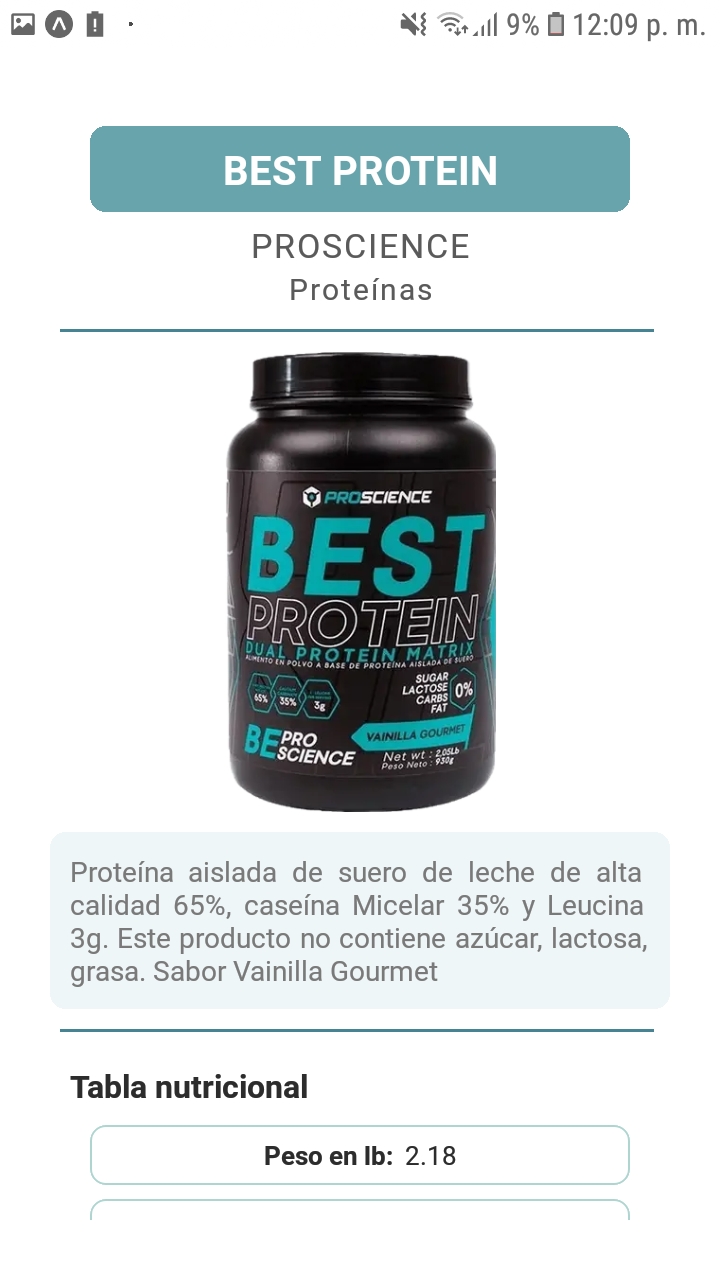 9% 12:09 p. m.
BEST PROTEIN
PROSCIENCE
Proteínas
PROSCIENCE
BEST
PROTEIN
DUAL PROTEIN MATRIX
ALIMENTO EN POLVO A BASE DE PROTEÍNA AISLADA DE SUERO
65% 35% 3g
SUGAR
LACTOSE
CARBS
FAT
0%
VAINILLA GOURMET
BE PRO
SCIENCE
Net wt : 2,05Lb
Peso Neto : 930g
Proteína aislada de suero de leche de alta
calidad 65%, caseína Micelar 35% y Leucina
3g. Este producto no contiene azúcar, lactosa,
grasa. Sabor Vainilla Gourmet
Tabla nutricional
Peso en lb: 2.18